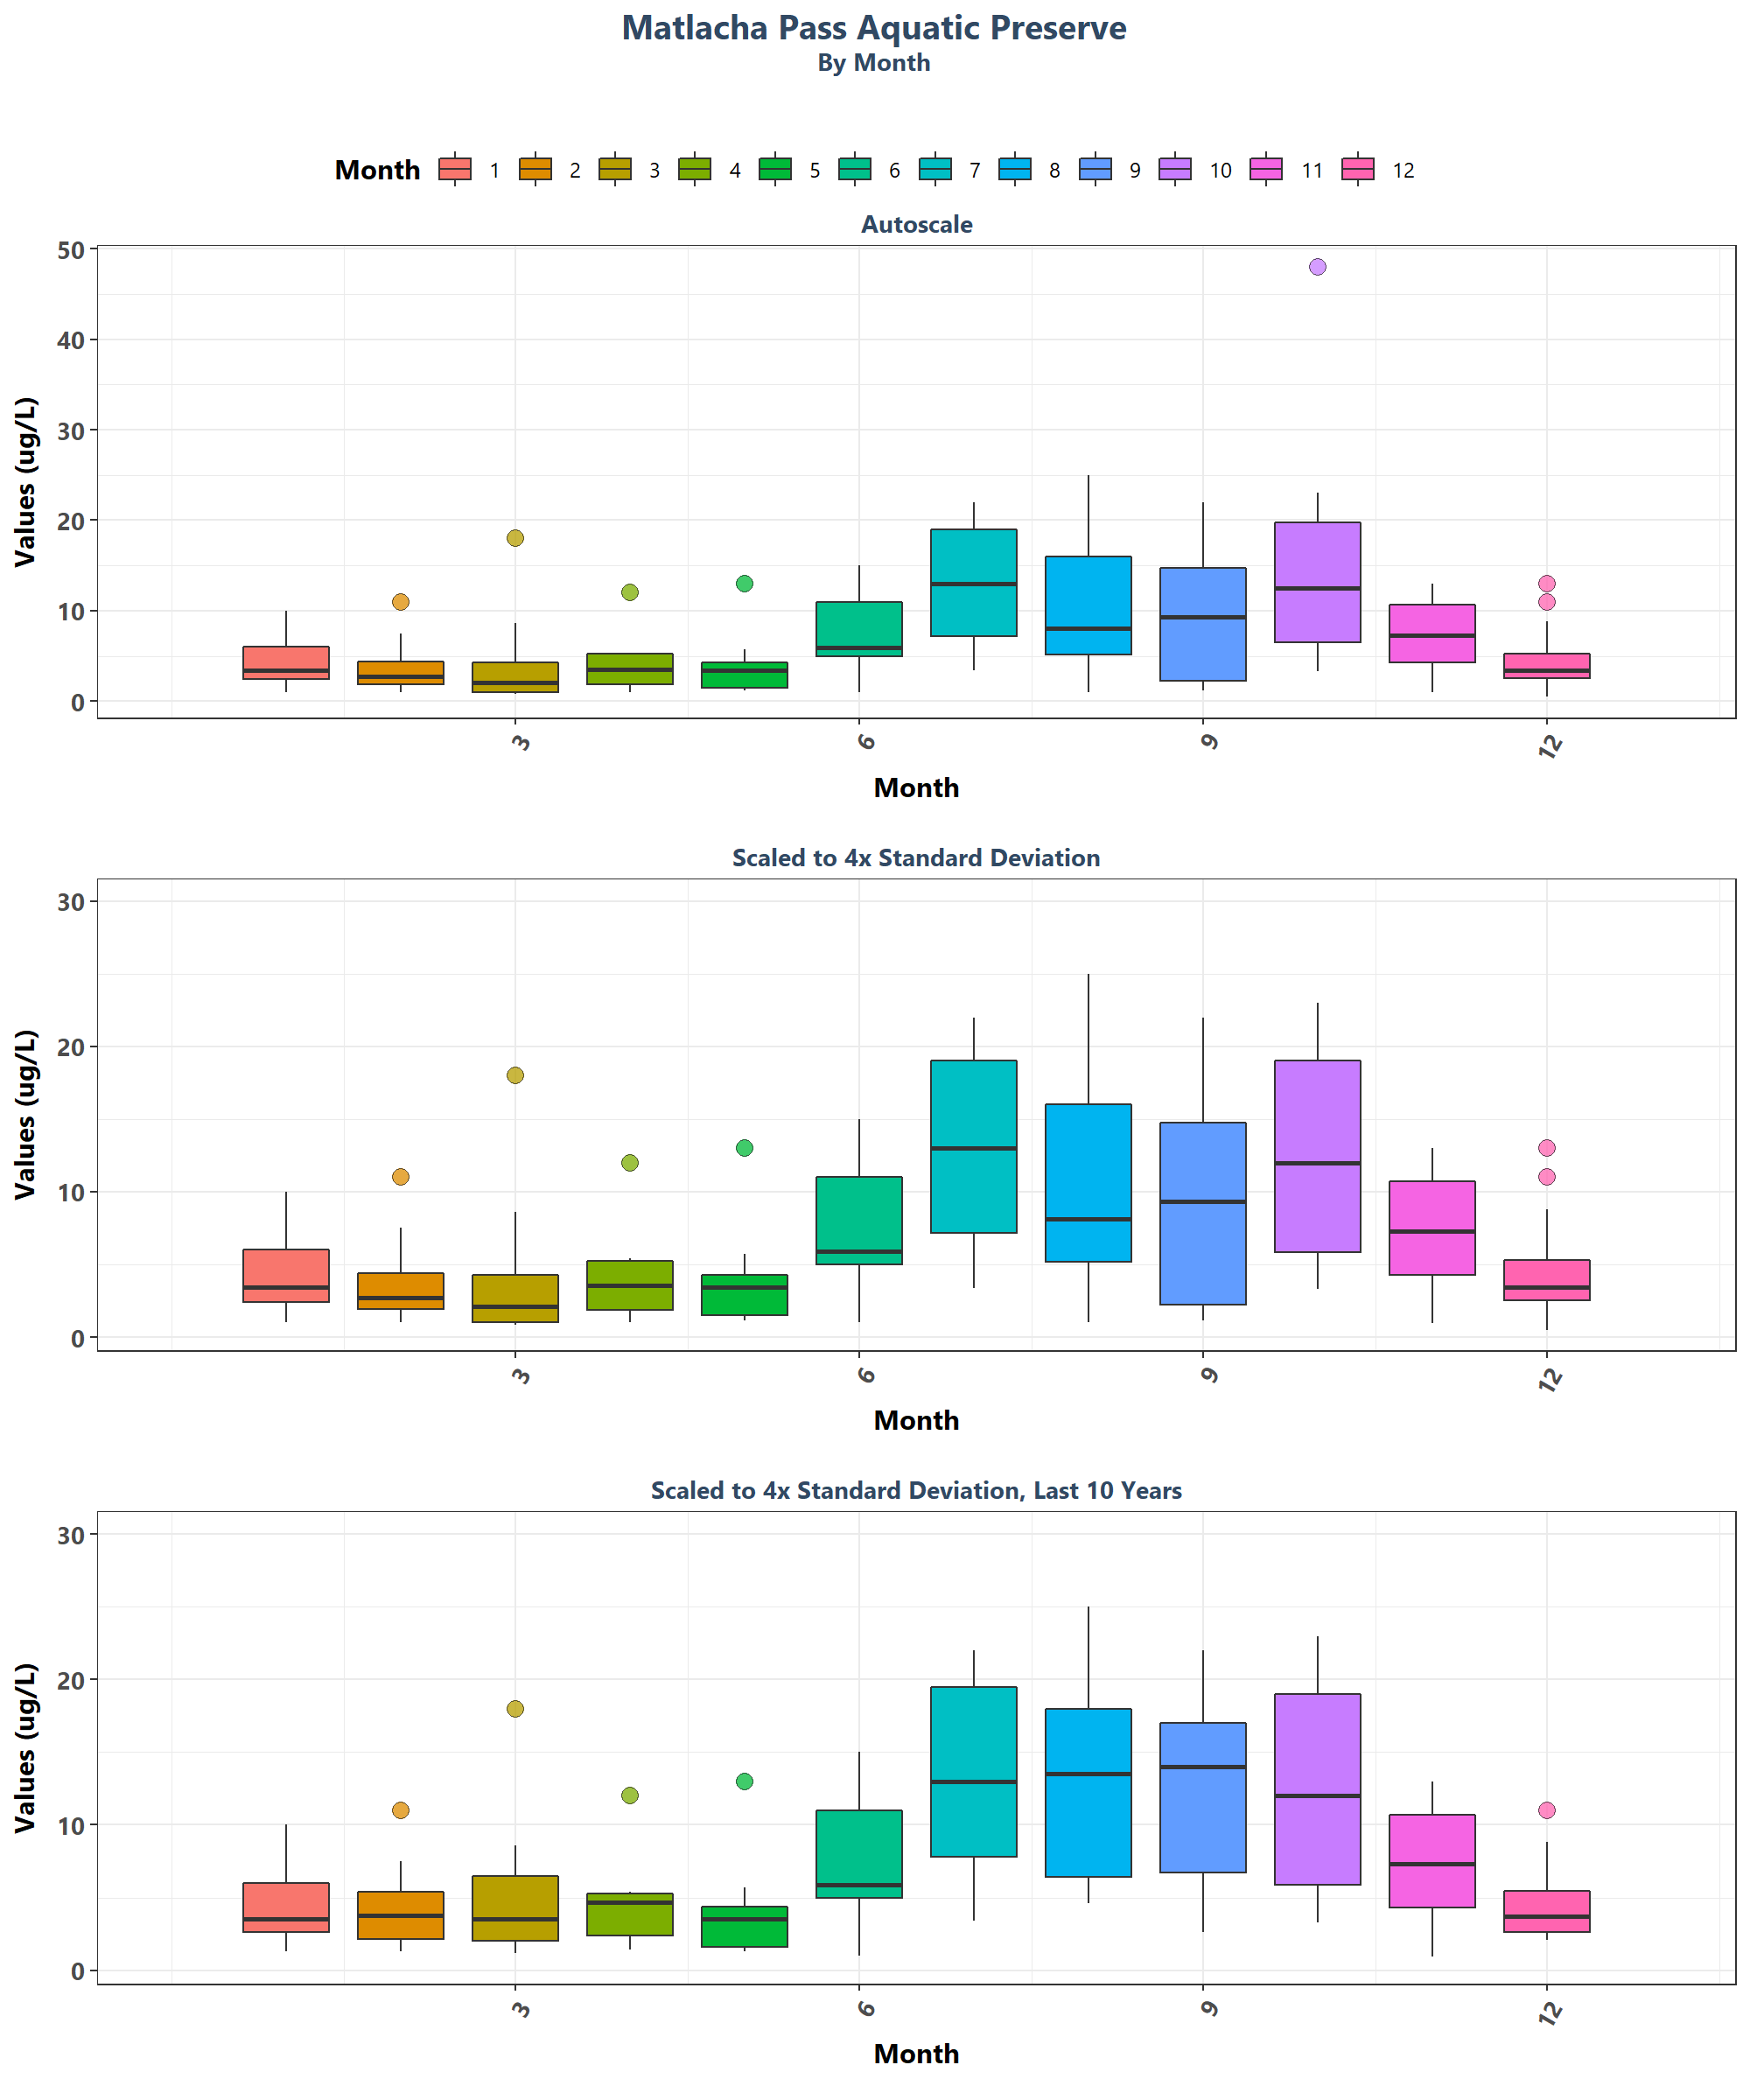 Matlacha Pass Aquatic Preserve
By Month
Month 1 2 3 4 5 6 7 8 9 10 11 12
Autoscale
Values (ug/L)
50
40
30
20
10
0
3 6 9 12
Month
Scaled to 4x Standard Deviation
Values (ug/L)
30
20
10
0
3 6 9 12
Month
Scaled to 4x Standard Deviation, Last 10 Years
Values (ug/L)
30
20
10
0
3 6 9 12
Month